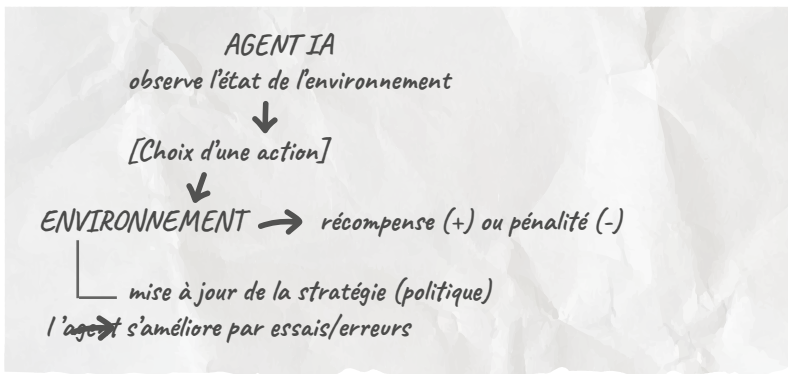 AGENT IA
observe l'état de l'environnement
[Choix d'une action]
ENVIRONNEMENT récompense (+) ou pénalité (-)
mise à jour de la stratégie (politique)
l'agent s'améliore par essais/erreurs